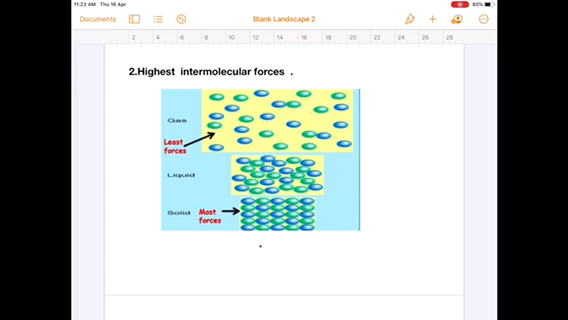 11:23 AM Thu 16 Apr
65%
Documents
Blank Landscape 2
2 4 6 8 10 12 14 16 18 20 22 24 26 28
2.Highest intermolecular forces .
Gas
Least
forces
Liquid
Solid
Most
forces